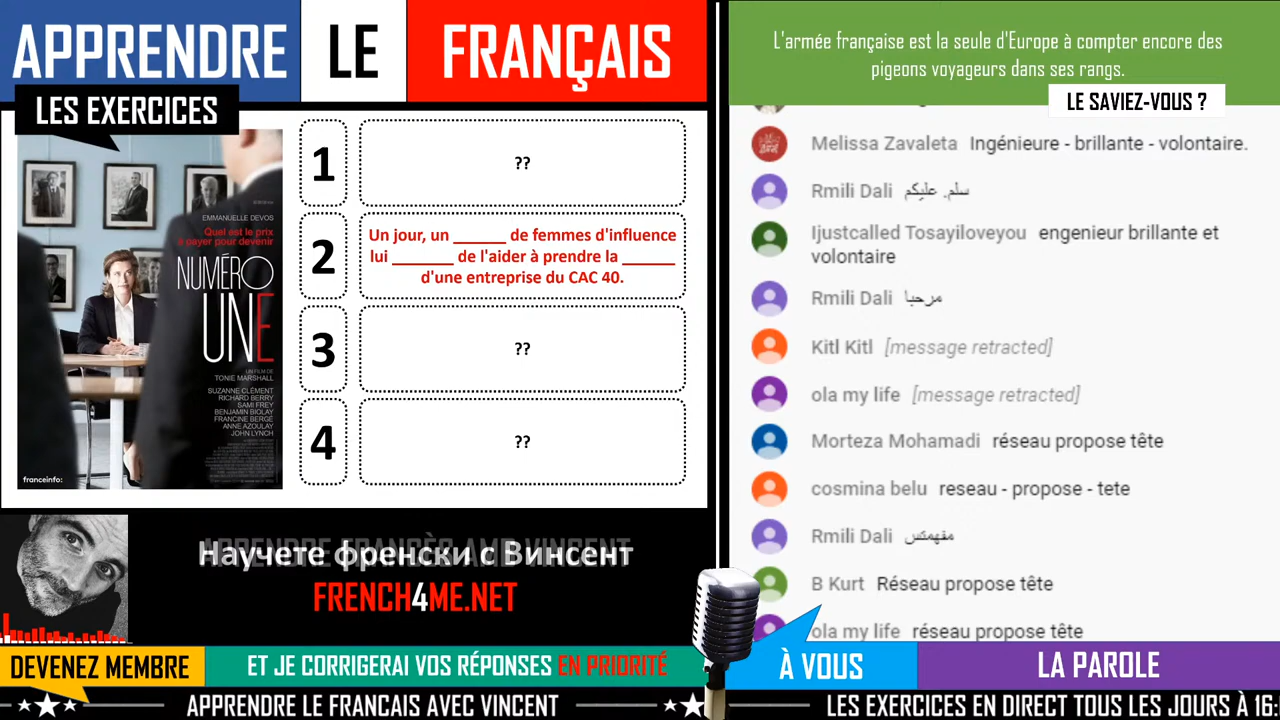 APPRENDRE LE FRANÇAIS
LES EXERCICES
EMMANUELLE DEVOS
Quel est le prix
à payer pour devenir
NUMÉRO
UNE
UN FILM DE
TONIE MARSHALL
SUZANNE CLÉMENT
RICHARD BERRY
SAMI FREY
BENJAMIN BIOLAY
FRANCINE BERGÉ
ANNE AZOULAY
JOHN LYNCH
franceinfo:
1
??
2
Un jour, un ______ de femmes d'influence
lui _______ de l'aider à prendre la ______
d'une entreprise du CAC 40.
3
??
4
??
Научете френски с Винсент
APRENDRE FRANCÈS AMB VINCENT
FRENCH4ME.NET
DEVENEZ MEMBRE
ET JE CORRIGERAI VOS RÉPONSES EN PRIORITÉ
APPRENDRE LE FRANCAIS AVEC VINCENT
L'armée française est la seule d'Europe à compter encore des
pigeons voyageurs dans ses rangs.
LE SAVIEZ-VOUS ?
Melissa Zavaleta Ingénieure - brillante - volontaire.
Rmili Dali سلم. عليكم
Ijustcalled Tosayiloveyou engenieur brillante et
volontaire
Rmili Dali مرحبا
Kitl Kitl [message retracted]
ola my life [message retracted]
Morteza Mohamadi réseau propose tête
cosmina belu reseau - propose - tete
Rmili Dali
B Kurt Réseau propose tête
ola my life réseau propose tête
À VOUS
LA PAROLE
LES EXERCICES EN DIRECT TOUS LES JOURS À 16: